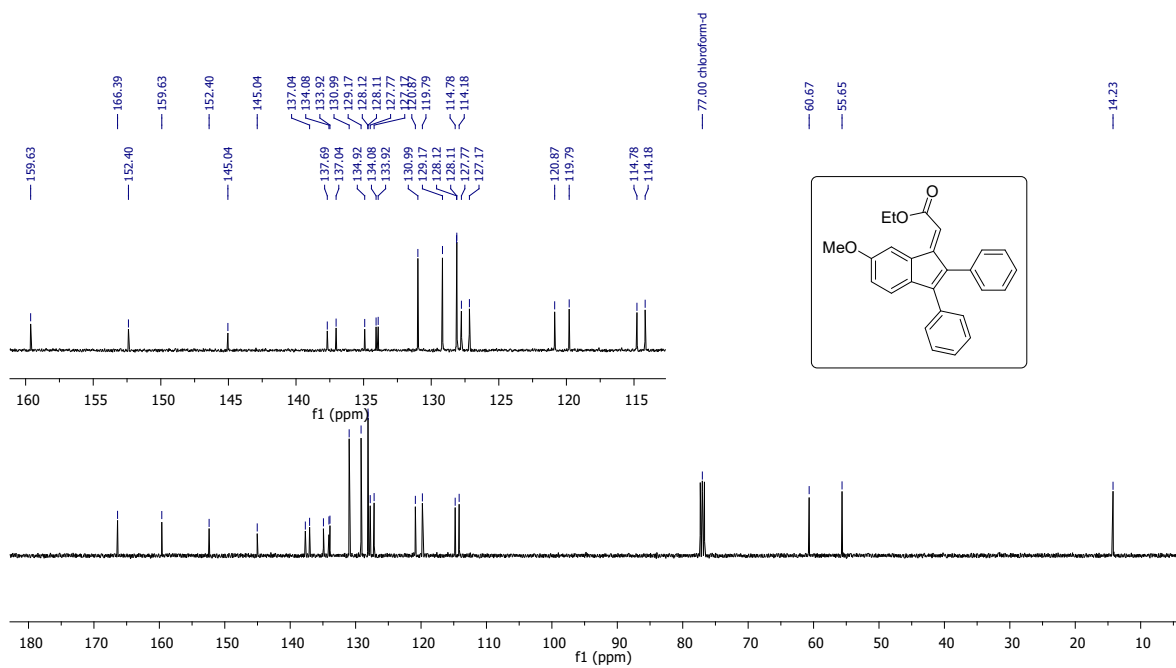 166.39 159.63 152.40 145.04 137.04 134.08 133.92 130.99 129.17 128.12 128.11 127.77 127.17 120.87 119.79 114.78 114.18 77.00 chloroform-d 60.67 55.65 14.23
159.63 152.40 145.04 137.69 137.04 134.92 134.08 133.92 130.99 129.17 128.12 128.11 127.77 127.17 120.87 119.79 114.78 114.18
O
EtO
MeO
160 155 150 145 140 135 130 125 120 115
f1 (ppm)
180 170 160 150 140 130 120 110 100 90 80 70 60 50 40 30 20 10
f1 (ppm)